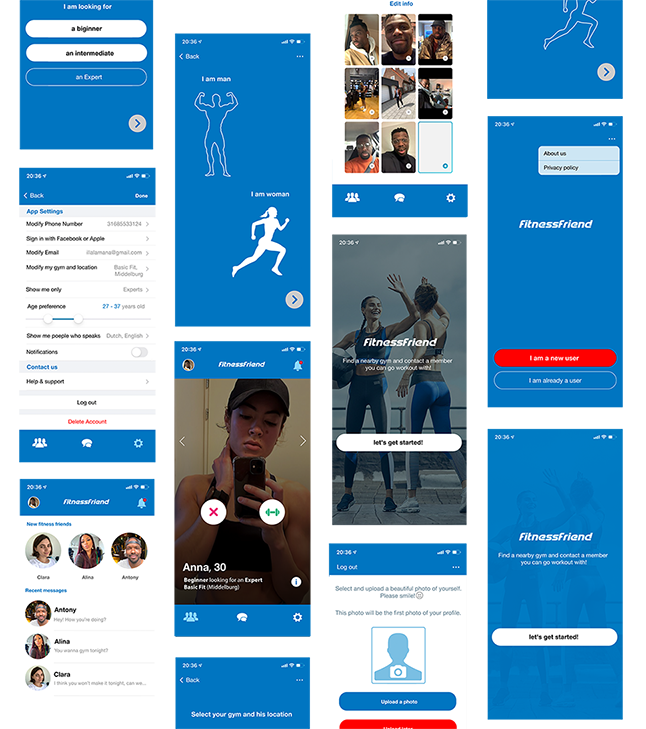 I am looking for
a biginner
an intermediate
an Expert
20:36
Back
Done
App Settings
Modify Phone Number 31685533124
Sign in with Facebook or Apple
Modify Email ilalamana@gmail.com
Modify my gym and location Basic Fit,
Middelburg
Show me only Experts
Age preference 27 - 37 years old
Show me poeple who speaks Dutch, English
Notifications
Contact us
Help & support
Log out
Delete Account
20:36
fitnessfriend
New fitness friends
Clara Alina Antony
Recent messages
Antony
Hey! How you're doing?
Alina
You wanna gym tonight?
Clara
I think you won't make it tonight, can we...
20:36
Back
I am man
I am woman
20:36
fitnessfriend
Anna, 30
Beginner looking for an Expert
Basic Fit (Middelburg)
20:36
Back
Select your gym and his location
Edit info
20:36
fitnessfriend
Find a nearby gym and contact a member
you can go workout with!
let's get started!
20:36
Log out
Select and upload a beautiful photo of yourself.
Please smile!
This photo will be the first photo of your profile.
Upload a photo
Upload later
20:36
About us
Privacy policy
fitnessfriend
I am a new user
I am already a user
20:36
fitnessfriend
Find a nearby gym and contact a member
you can go workout with!
let's get started!